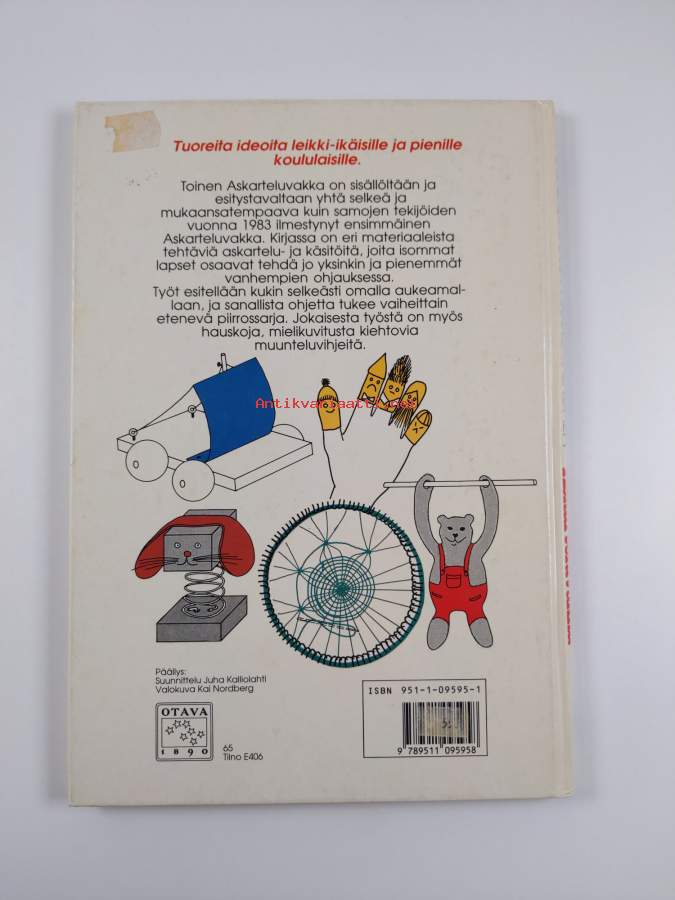 Tuoreita ideoita leikki-ikäisille ja pienille
koululaisille.
Toinen Askarteluvakka on sisällöltään ja
esitystavaltaan yhtä selkeä ja
mukaansatempaava kuin samojen tekijöiden
vuonna 1983 ilmestynyt ensimmäinen
Askarteluvakka. Kirjassa on eri materiaaleista
tehtäviä askartelu- ja käsitöitä, joita isommat
lapset osaavat tehdä jo yksinkin ja pienemmät
vanhempien ohjauksessa.
Työt esitellään kukin selkeästi omalla aukeamal-
laan, ja sanallista ohjetta tukee vaiheittain
etenevä piirrossarja. Jokaisesta työstä on myös
hauskoja, mielikuvitusta kiehtovia
muunteluvihjeitä.
Antikvariaatti.com
Päällys:
Suunnittelu Juha Kalliolahti
Valokuva Kai Nordberg
OTAVA
1890
65
Tilno E406
ISBN 951-1-09595-1
9 789511 095958